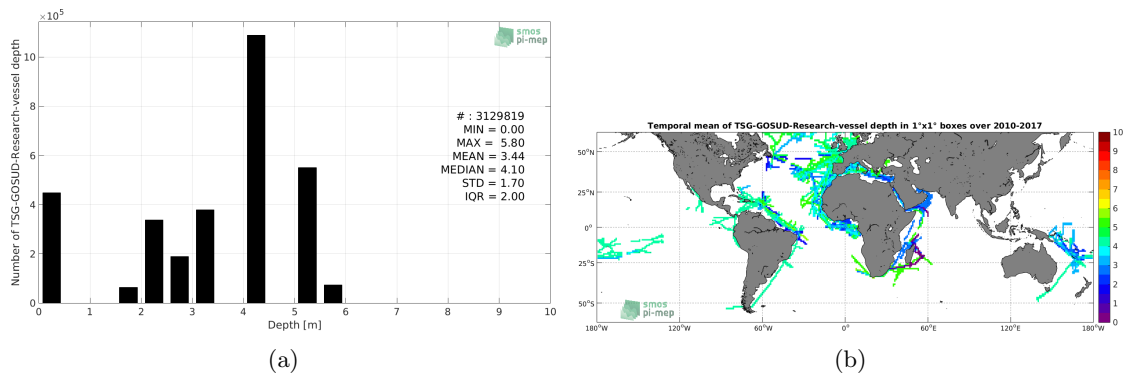 ×10⁵
Number of TSG-GOSUD-Research-vessel depth
10
8
6
4
2
0
smos
pi-mep
# : 3129819
MIN = 0.00
MAX = 5.80
MEAN = 3.44
MEDIAN = 4.10
STD = 1.70
IQR = 2.00
0 1 2 3 4 5 6 7 8 9 10
Depth [m]
(a)
Temporal mean of TSG-GOSUD-Research-vessel depth in 1°x1° boxes over 2010-2017
50°N
25°N
0°
25°S
50°S
smos
pi-mep
180°W 120°W 60°W 0° 60°E 120°E 180°W
10
9
8
7
6
5
4
3
2
1
0
(b)